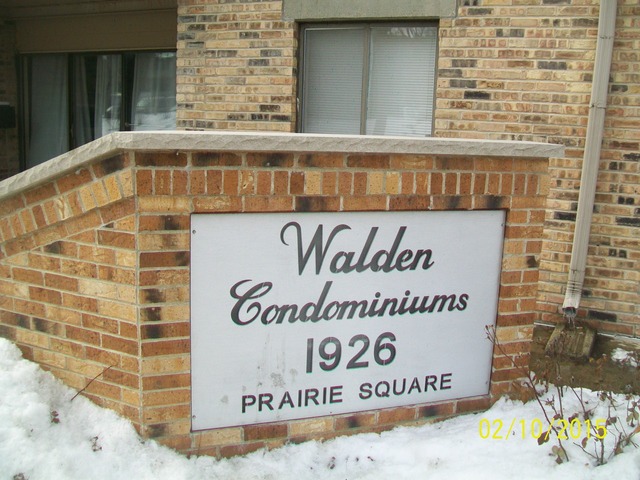 Walden
Condominiums
1926
PRAIRIE SQUARE
02/10/2015